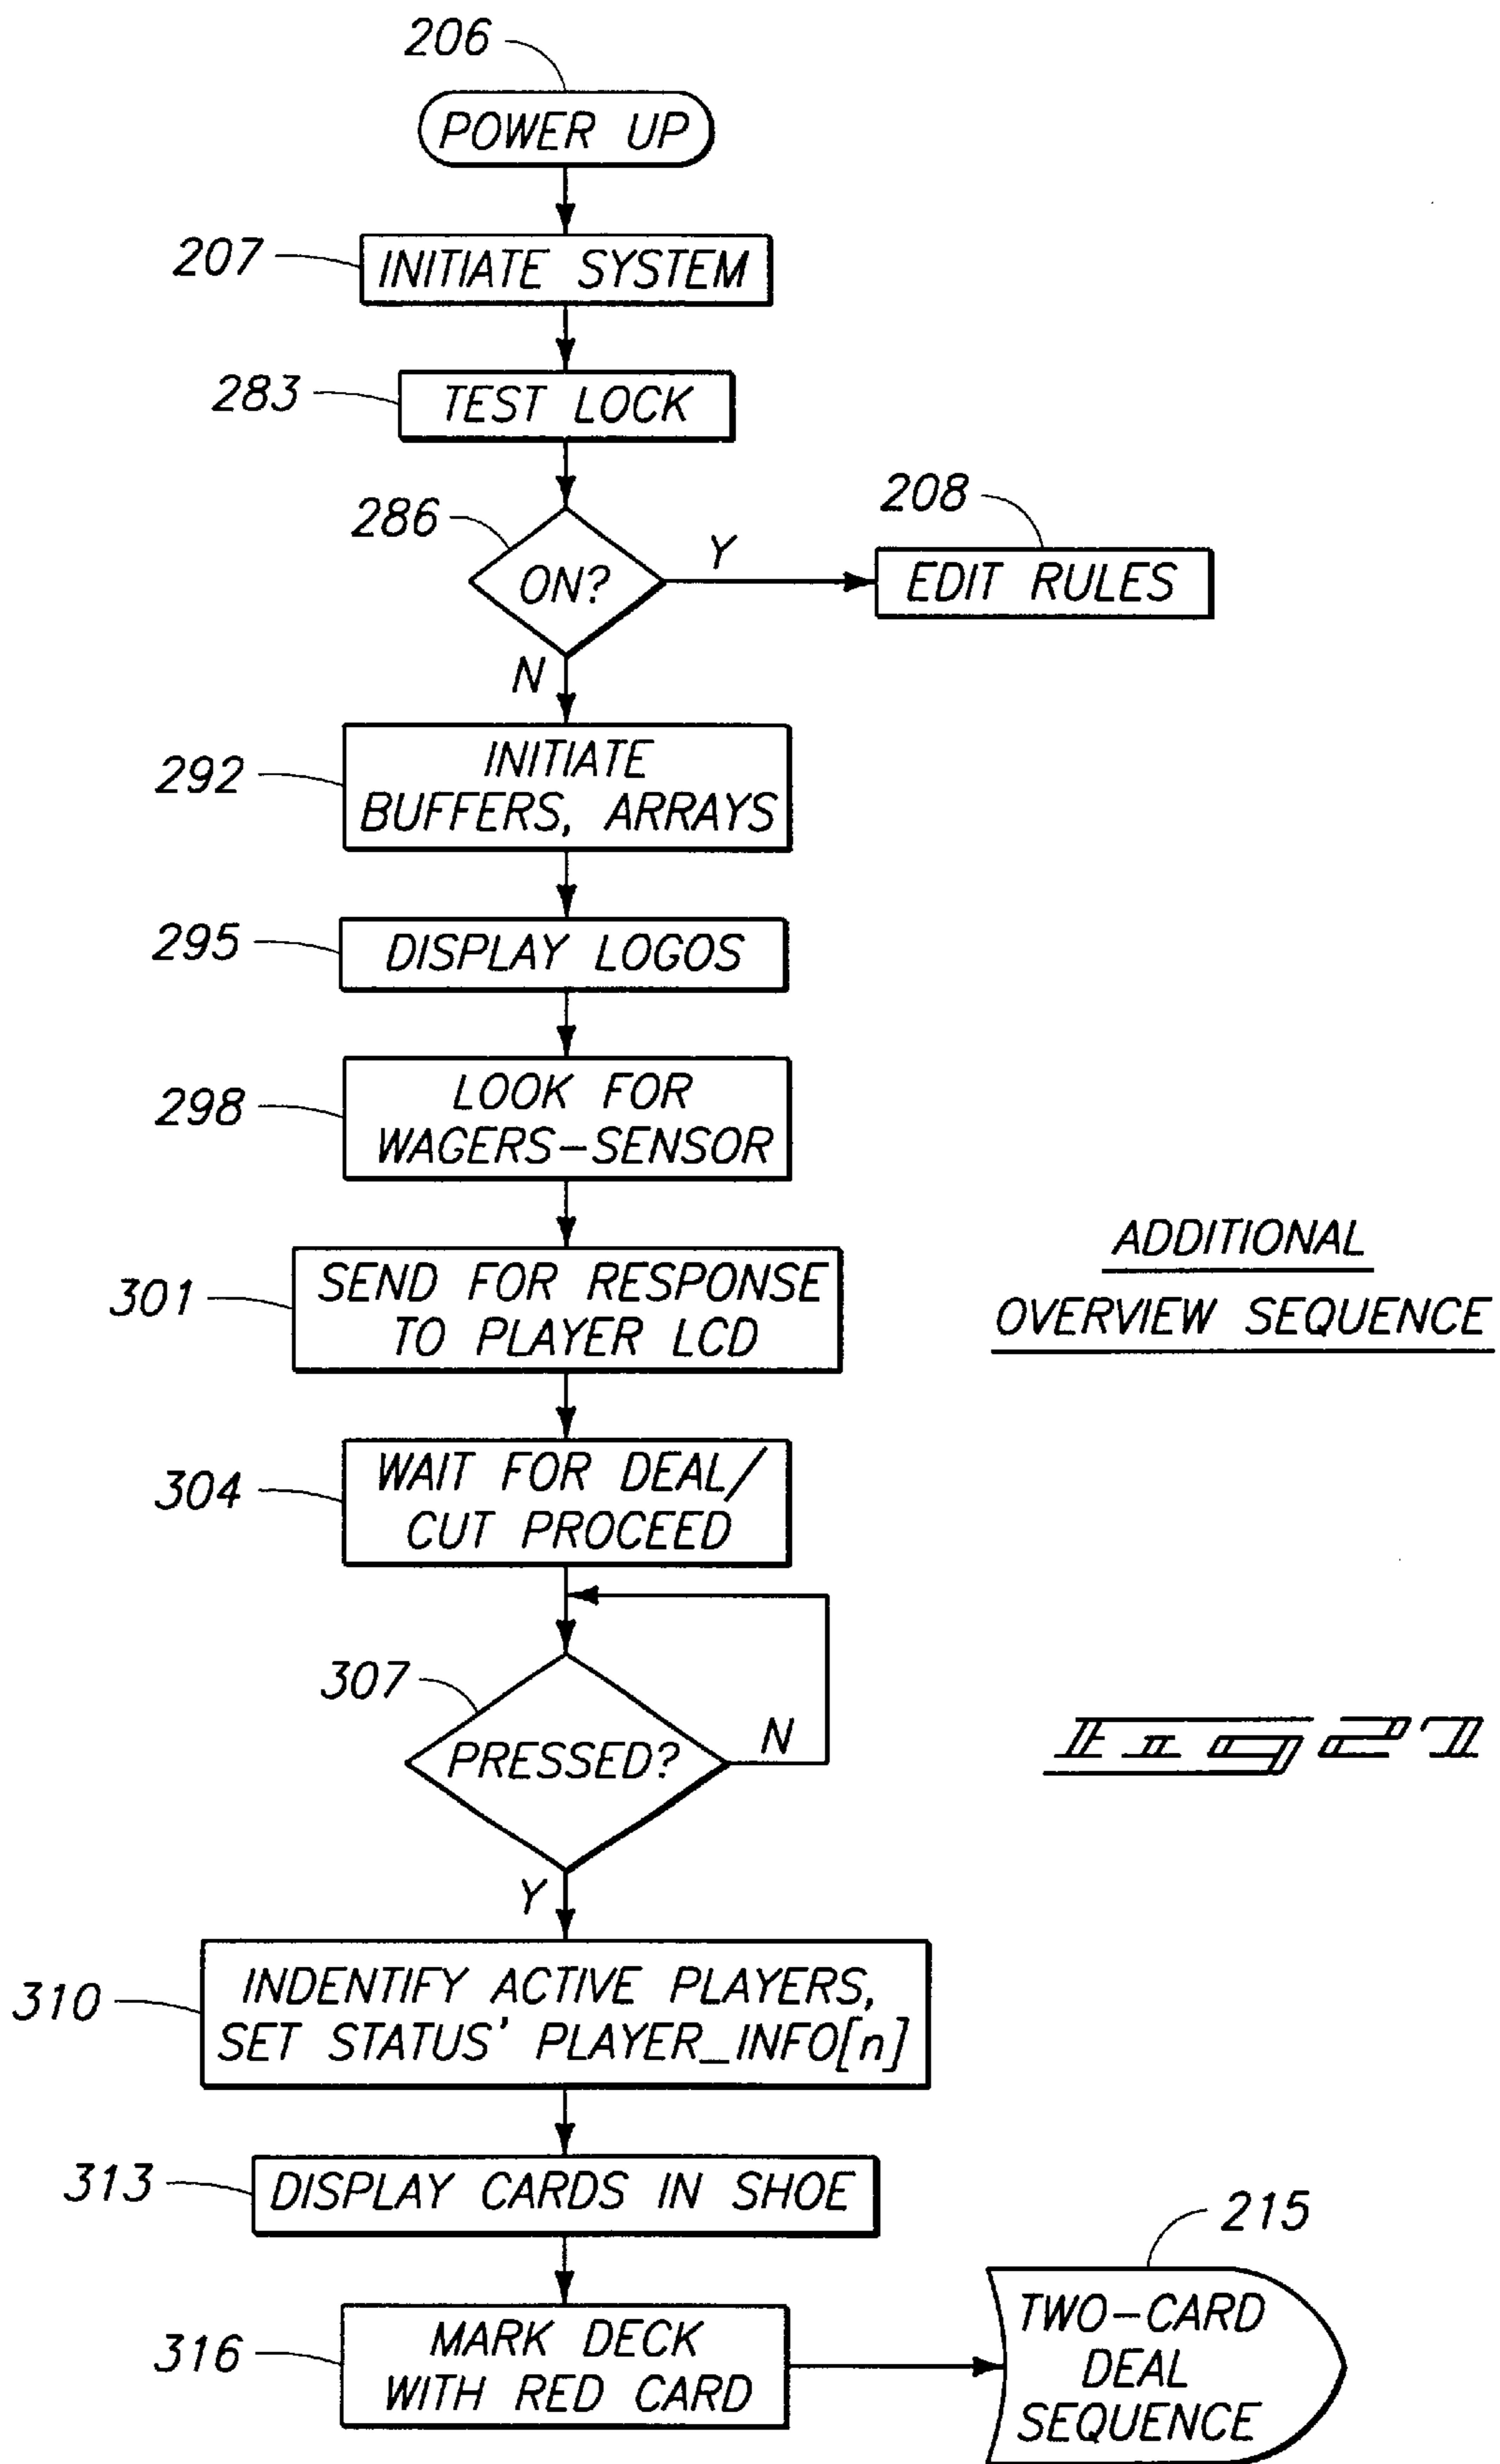 206
POWER UP
207
INITIATE SYSTEM
283
TEST LOCK
286
ON?
Y
208
EDIT RULES
N
292
INITIATE
BUFFERS, ARRAYS
295
DISPLAY LOGOS
298
LOOK FOR
WAGERS-SENSOR
301
SEND FOR RESPONSE
TO PLAYER LCD
ADDITIONAL
OVERVIEW SEQUENCE
304
WAIT FOR DEAL/
CUT PROCEED
307
PRESSED?
N
Fig 27
Y
310
INDENTIFY ACTIVE PLAYERS,
SET STATUS' PLAYER_INFO[n]
313
DISPLAY CARDS IN SHOE
316
MARK DECK
WITH RED CARD
215
TWO-CARD
DEAL
SEQUENCE